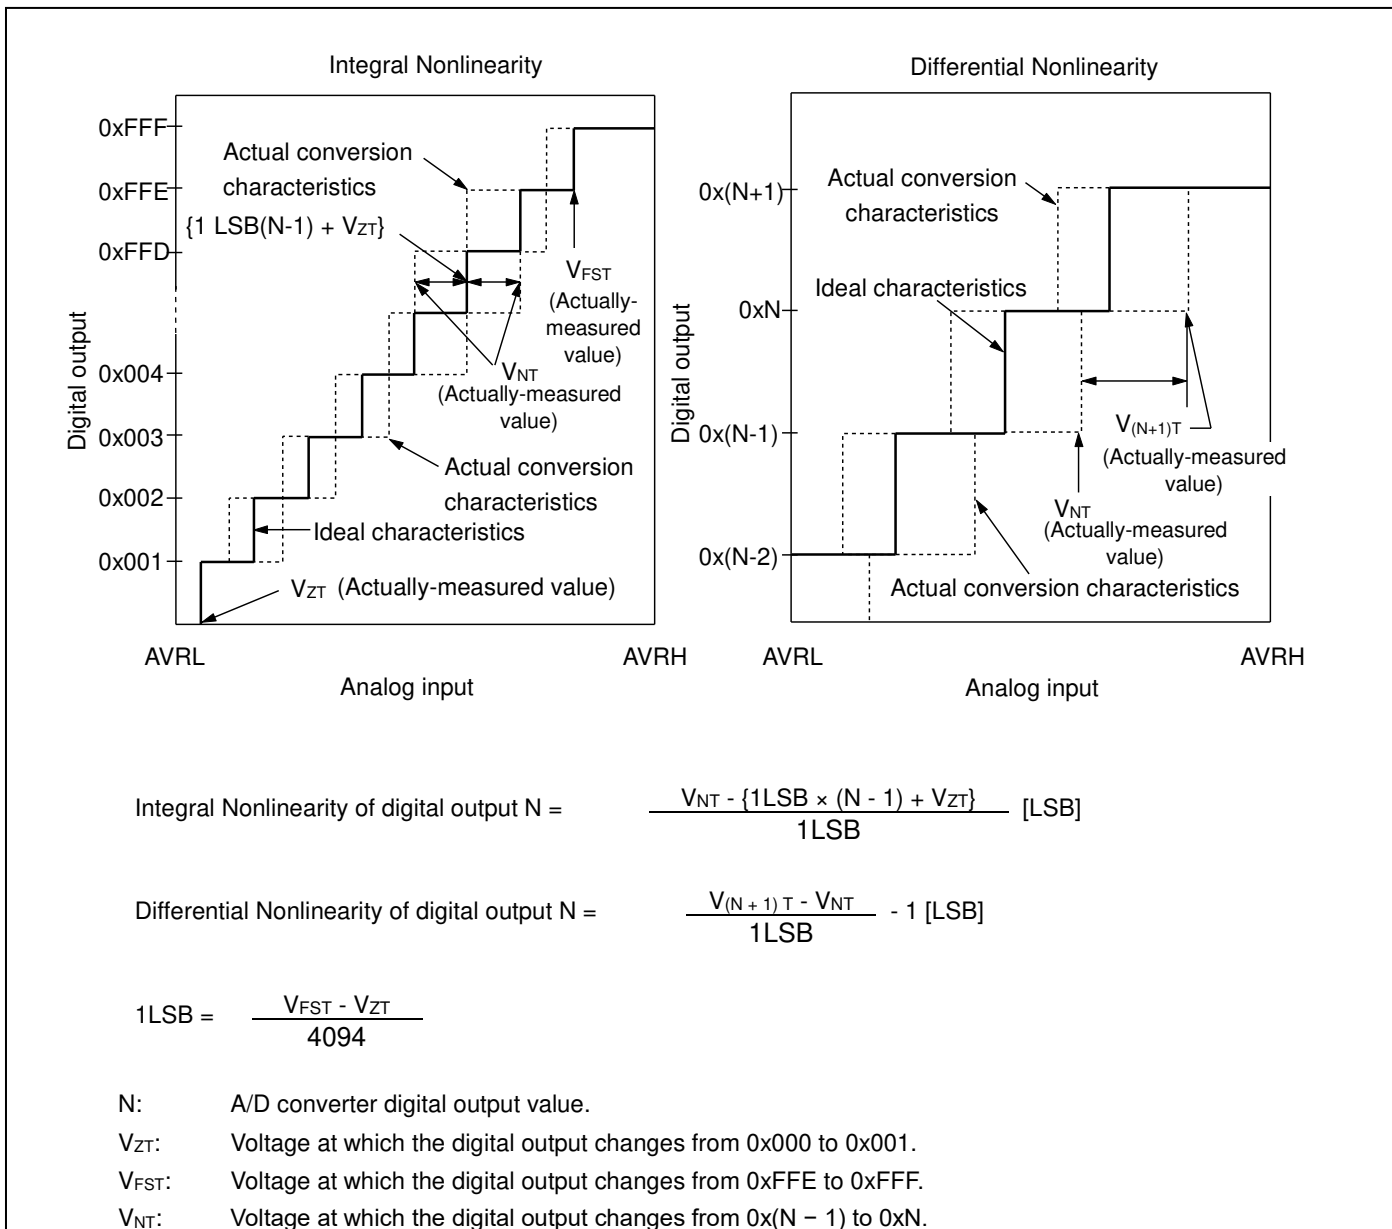 Integral Nonlinearity
0xFFF
0xFFE
0xFFD
0x004
0x003
0x002
0x001
Digital output
Actual conversion
characteristics
{1 LSB(N-1) + VZT}
VFST
(Actually-
measured
value)
VNT
(Actually-measured
value)
Actual conversion
characteristics
Ideal characteristics
VZT (Actually-measured value)
AVRL
AVRH
Analog input
Differential Nonlinearity
0x(N+1)
0xN
0x(N-1)
0x(N-2)
Digital output
Actual conversion
characteristics
Ideal characteristics
V(N+1)T
(Actually-measured
value)
VNT
(Actually-measured
value)
Actual conversion characteristics
AVRL
AVRH
Analog input
Integral Nonlinearity of digital output N =
VNT - {1LSB × (N - 1) + VZT}
1LSB
[LSB]
Differential Nonlinearity of digital output N =
V(N + 1) T - VNT
1LSB
- 1 [LSB]
1LSB =
VFST - VZT
4094
N: A/D converter digital output value.
VZT: Voltage at which the digital output changes from 0x000 to 0x001.
VFST: Voltage at which the digital output changes from 0xFFE to 0xFFF.
VNT: Voltage at which the digital output changes from 0x(N − 1) to 0xN.